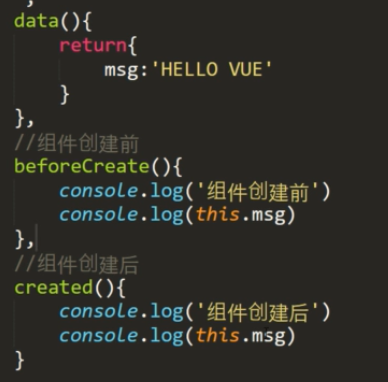 data(){
return{
msg:'HELLO VUE'
}
},
//组件创建前
beforeCreate(){
console.log('组件创建前')
console.log(this.msg)
},
//组件创建后
created(){
console.log('组件创建后')
console.log(this.msg)
}